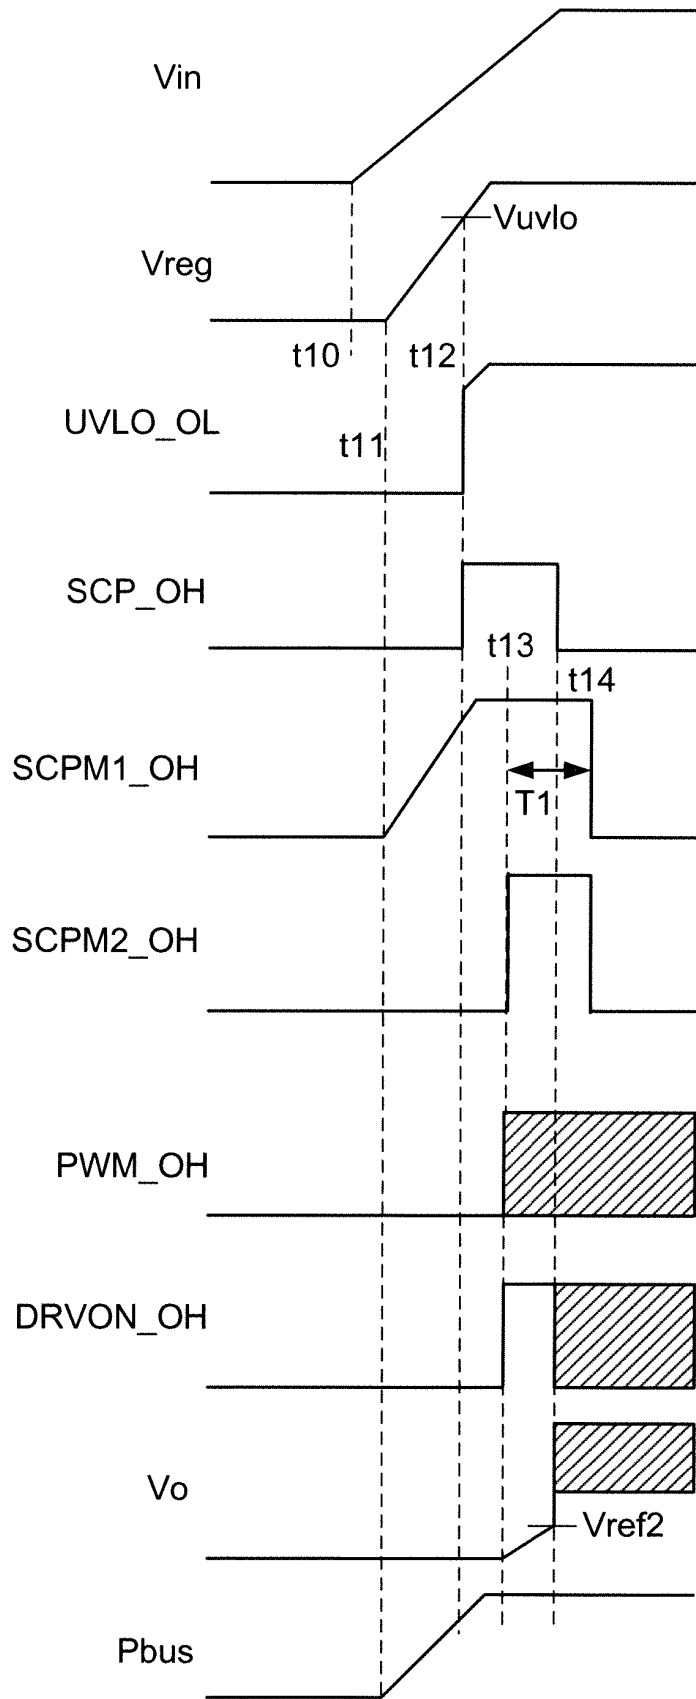 Vin
Vuvlo
Vreg
t10
t12
UVLO_OL
t11
SCP_OH
t13
t14
SCPM1_OH
T1
SCPM2_OH
PWM_OH
DRVON_OH
Vo
Vref2
Pbus